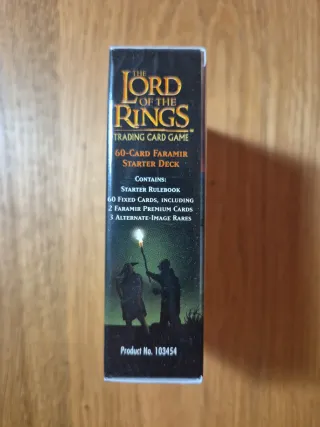 THE
LORD
OF THE
RINGS
TRADING CARD GAME
60-CARD FARAMIR
STARTER DECK
CONTAINS:
STARTER RULEBOOK
60 FIXED CARDS, INCLUDING
2 FARAMIR PREMIUM CARDS
3 ALTERNATE-IMAGE RARES
Product No. 103454